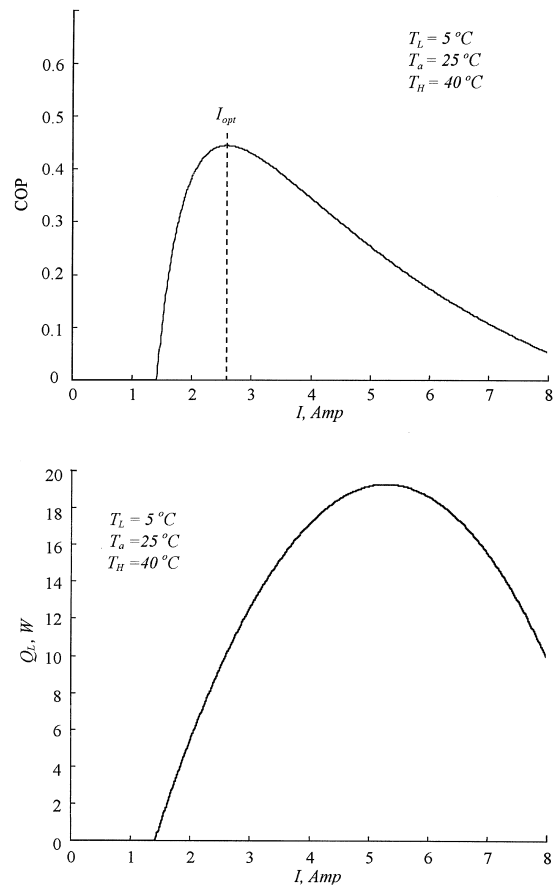 T_L = 5 °C
T_a = 25 °C
T_H = 40 °C
I_opt
COP
0.6
0.5
0.4
0.3
0.2
0.1
0
0 1 2 3 4 5 6 7 8
I, Amp
20
18
16
14
12
10
8
6
4
2
0
T_L = 5 °C
T_a =25 °C
T_H =40 °C
Q_L, W
0 1 2 3 4 5 6 7 8
I, Amp